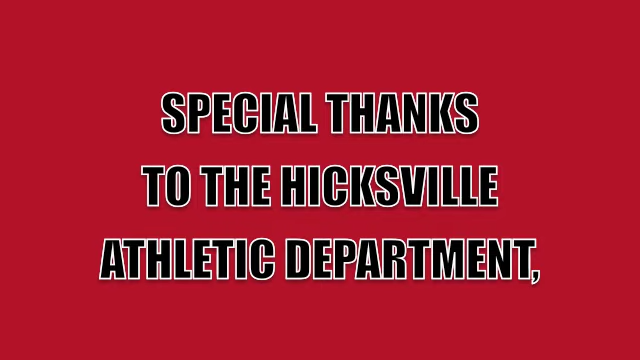 SPECIAL THANKS
TO THE HICKSVILLE
ATHLETIC DEPARTMENT,